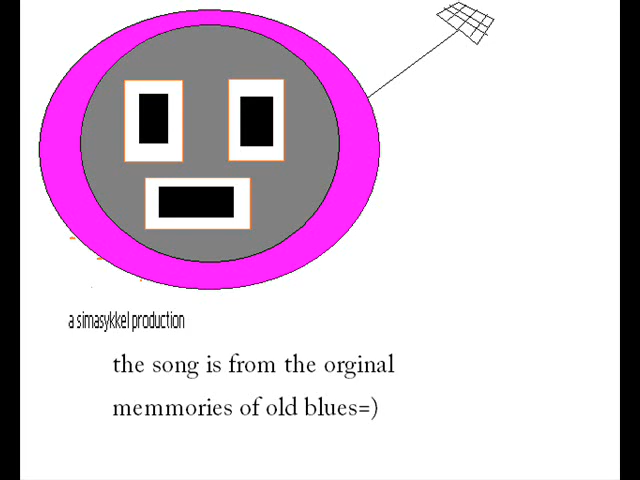 a simasykkel production
the song is from the orginal
memmories of old blues=)